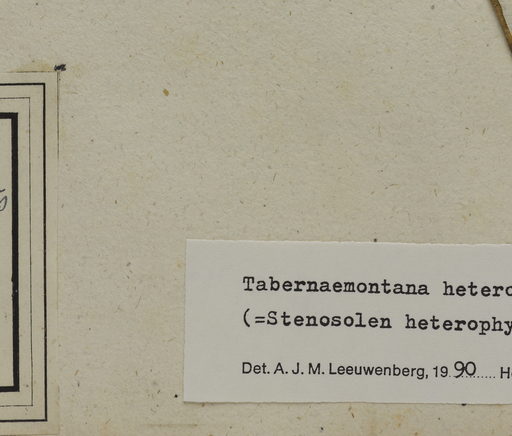 Tabernaemontana hetero
(=Stenosolen heterophy
Det. A. J. M. Leeuwenberg, 19 90 ..... H